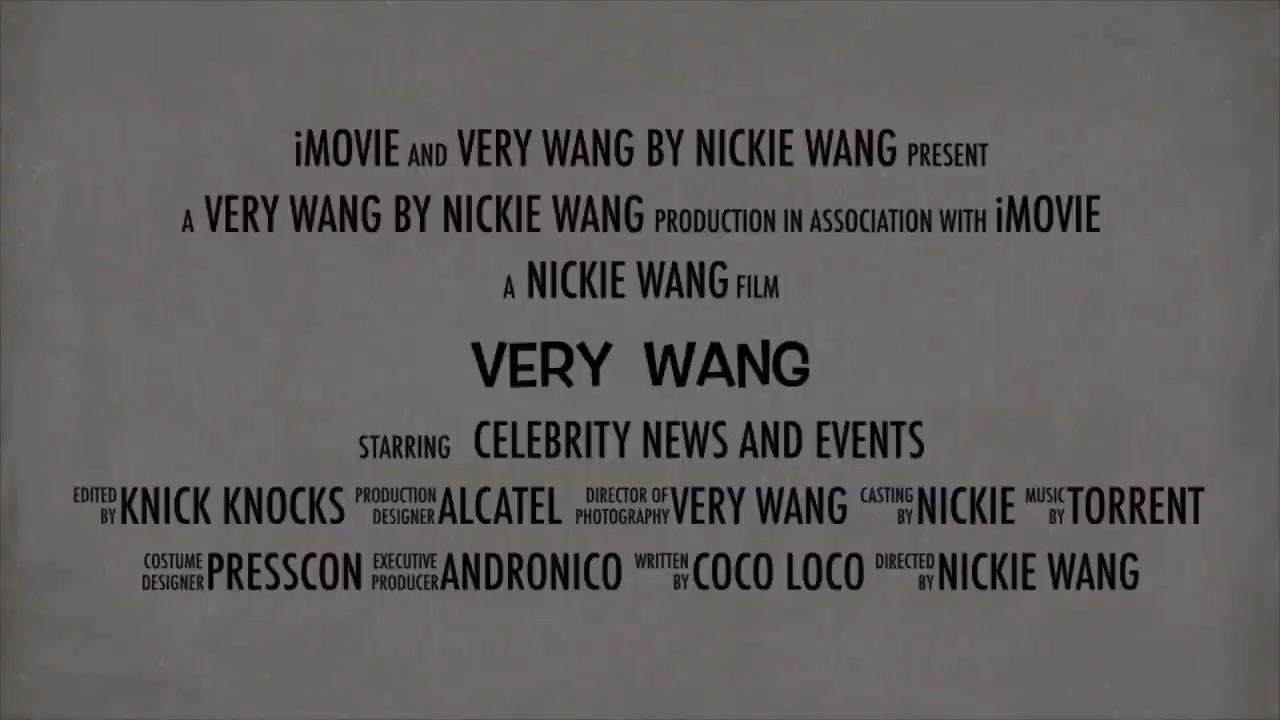 iMOVIE AND VERY WANG BY NICKIE WANG PRESENT
A VERY WANG BY NICKIE WANG PRODUCTION IN ASSOCIATION WITH iMOVIE
A NICKIE WANG FILM
VERY WANG
STARRING CELEBRITY NEWS AND EVENTS
EDITED BY KNICK KNOCKS PRODUCTION DESIGNER ALCATEL DIRECTOR OF PHOTOGRAPHY VERY WANG CASTING BY NICKIE MUSIC BY TORRENT
COSTUME DESIGNER PRESSCON EXECUTIVE PRODUCER ANDRONICO WRITTEN BY COCO LOCO DIRECTED BY NICKIE WANG